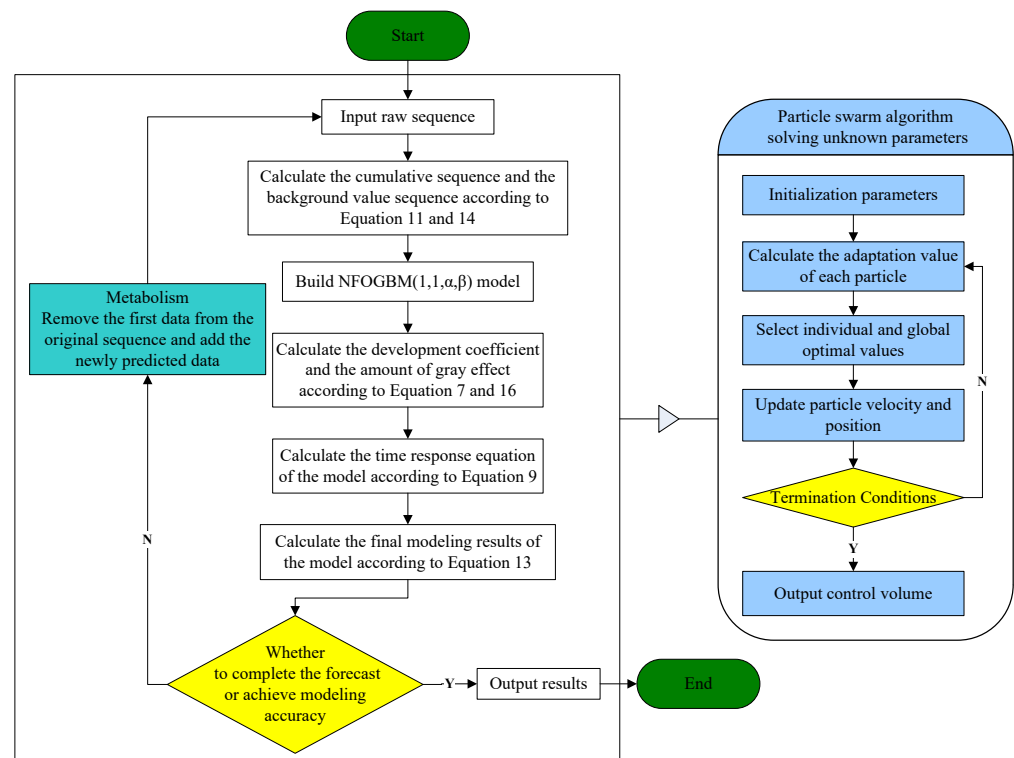 Start
Input raw sequence
Calculate the cumulative sequence and the
background value sequence according to
Equation 11 and 14
Build NFOGBM(1,1,α,β) model
Metabolism
Remove the first data from the
original sequence and add the
newly predicted data
Calculate the development coefficient
and the amount of gray effect
according to Equation 7 and 16
Calculate the time response equation
of the model according to Equation 9
N
Calculate the final modeling results of
the model according to Equation 13
Whether
to complete the forecast
or achieve modeling
accuracy
Y
Output results
End
Particle swarm algorithm
solving unknown parameters
Initialization parameters
Calculate the adaptation value
of each particle
Select individual and global
optimal values
N
Update particle velocity and
position
Termination Conditions
Y
Output control volume